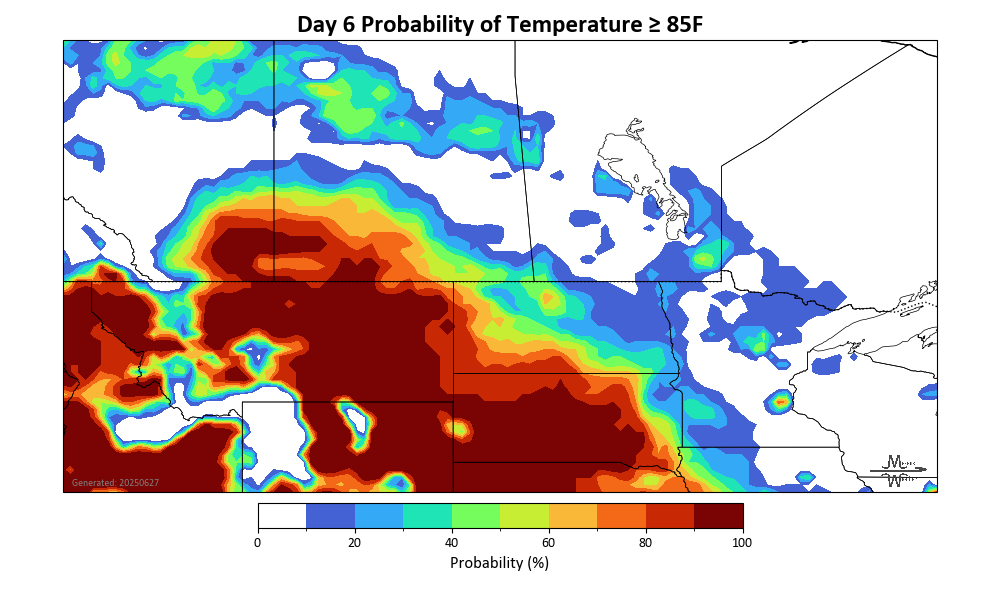 Day 6 Probability of Temperature ≥ 85F
Generated: 20250627
0 20 40 60 80 100
Probability (%)